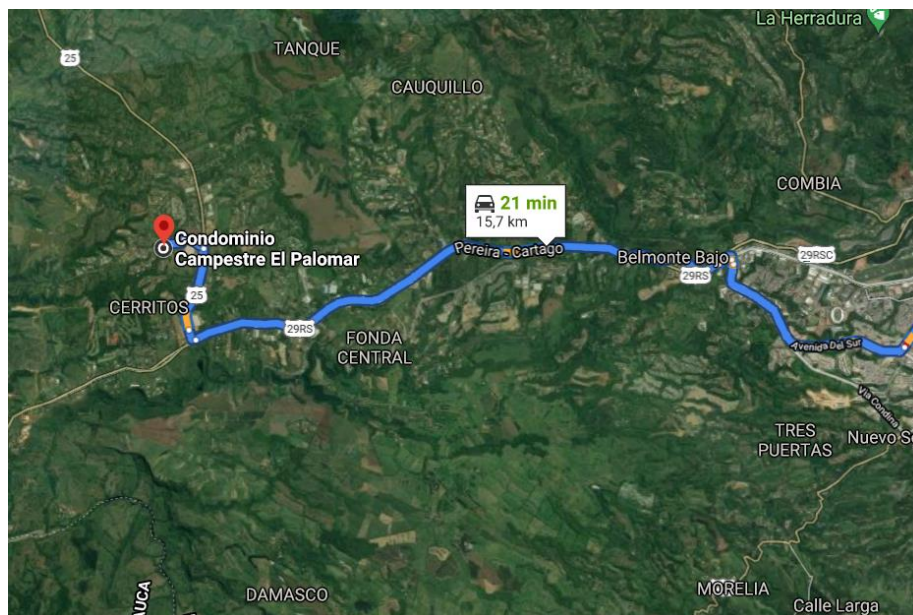 La Herradura
TANQUE
25
CAUQUILLO
COMBIA
21 min
15,7 km
Condominio
Campestre El Palomar
Pereira - Cartago
Belmonte Bajo
29RSC
29RS
25
CERRITOS
29RS
FONDA
CENTRAL
Avenida Del Sur
Vía Condina
TRES
PUERTAS
Nuevo So
DAMASCO
MORELIA
AUCA
Calle Larga